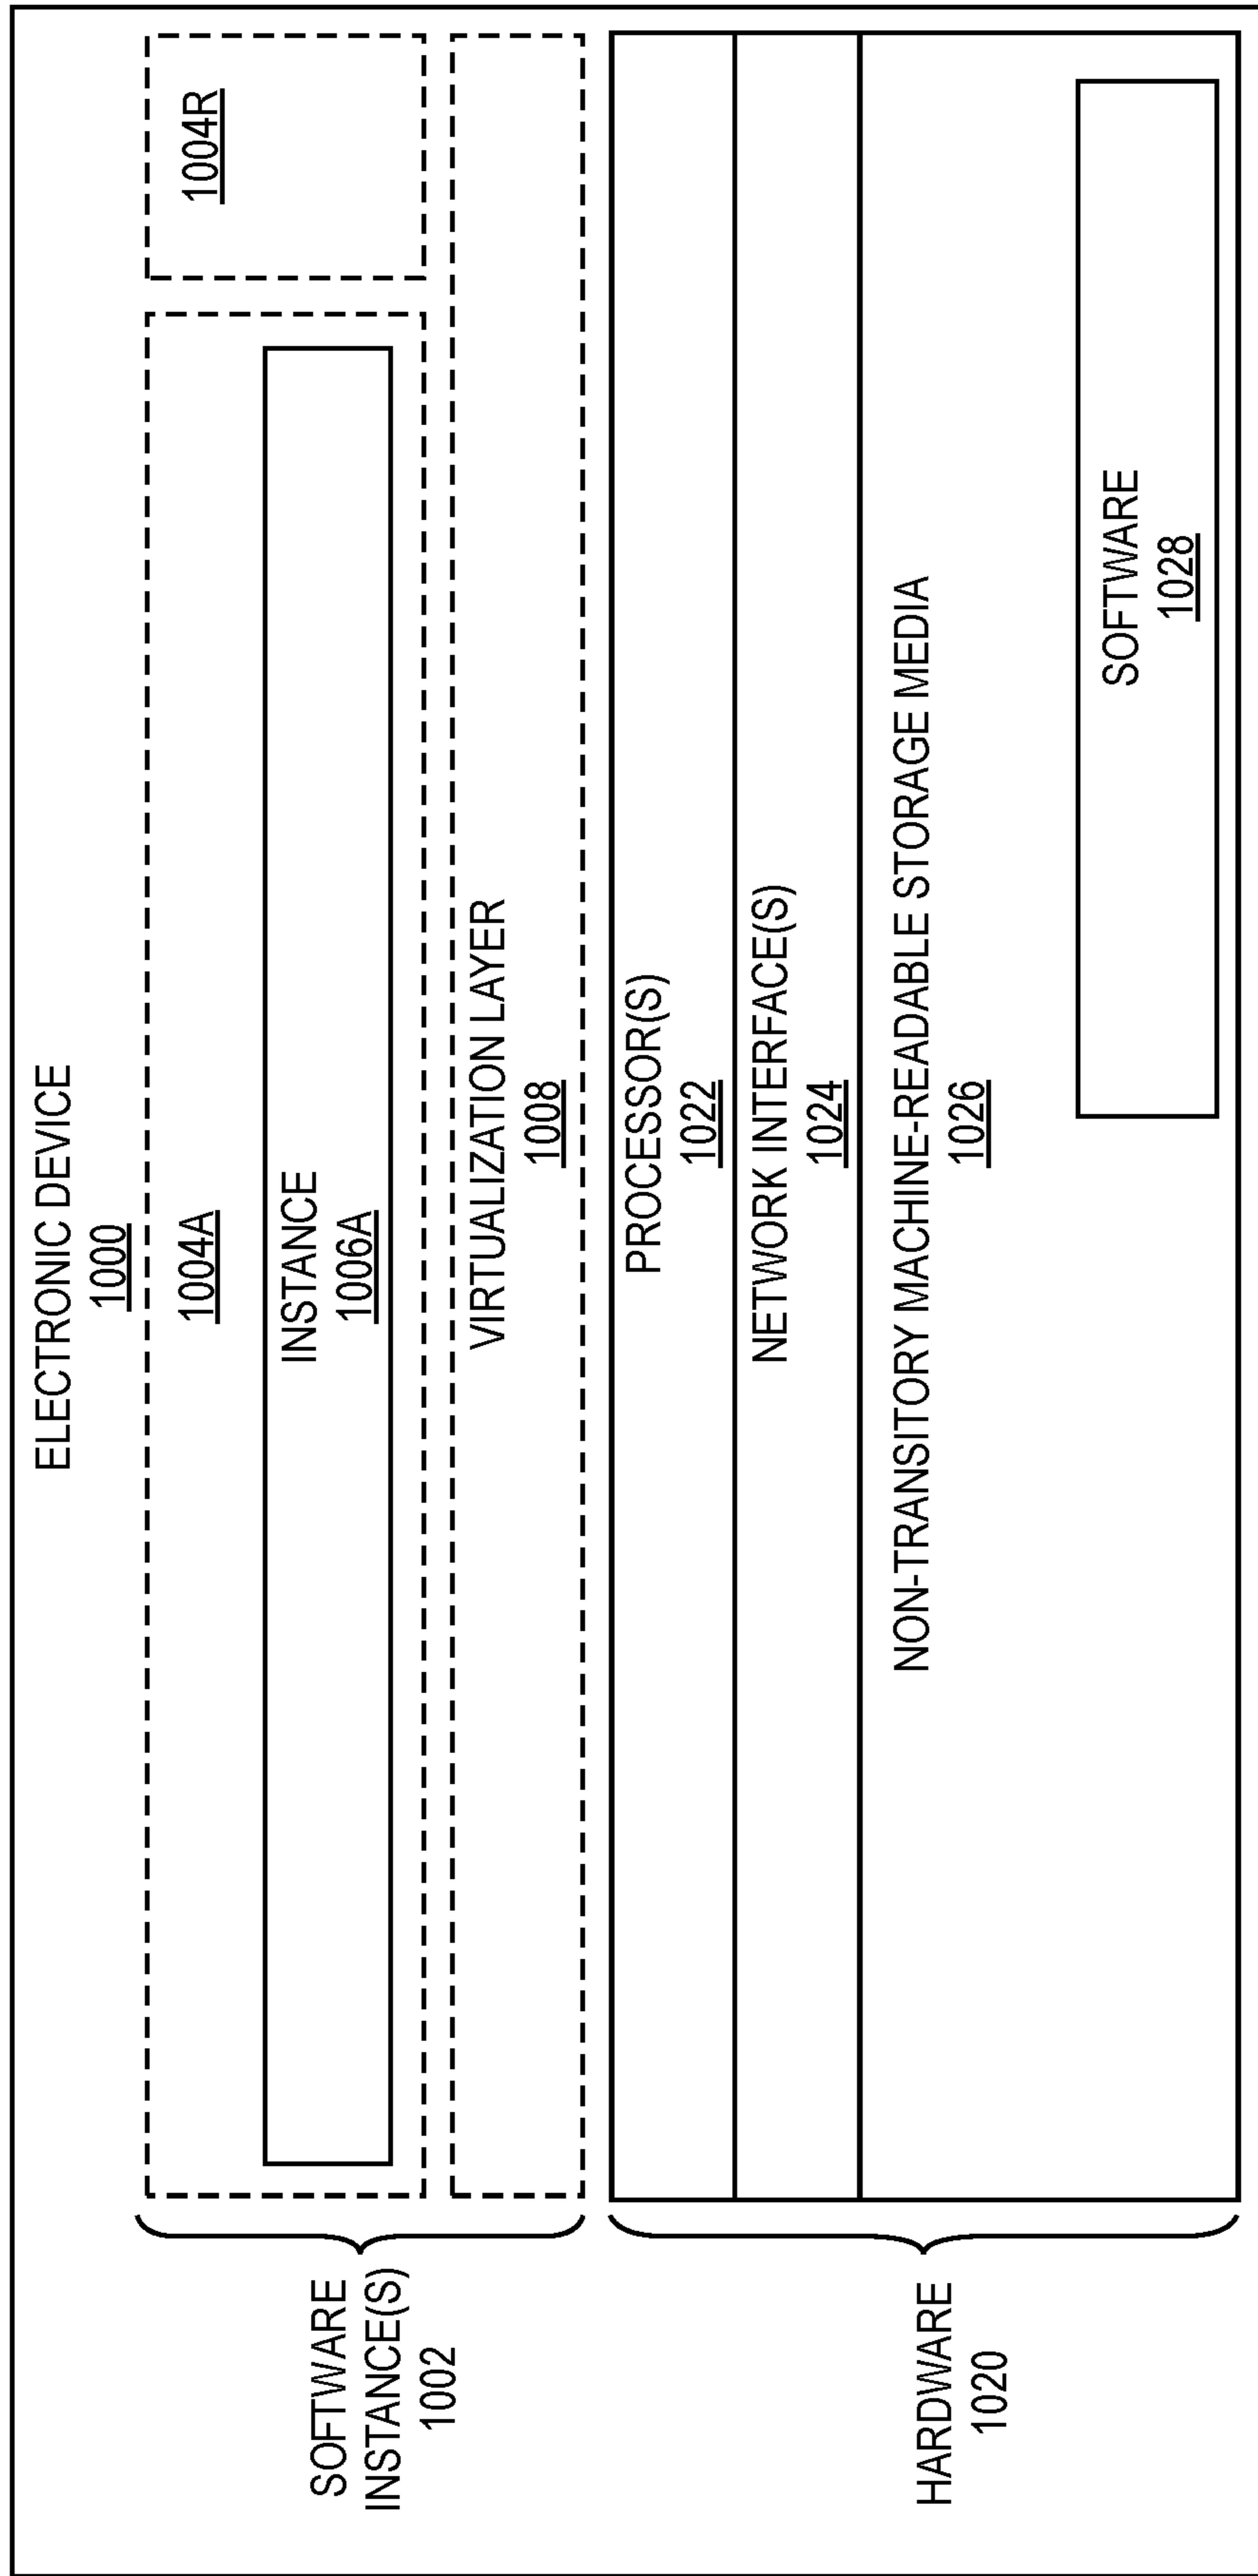 ELECTRONIC DEVICE
1000
1004A
1004R
INSTANCE
1006A
VIRTUALIZATION LAYER
1008
SOFTWARE
INSTANCE(S)
1002
PROCESSOR(S)
1022
NETWORK INTERFACE(S)
1024
NON-TRANSITORY MACHINE-READABLE STORAGE MEDIA
1026
SOFTWARE
1028
HARDWARE
1020